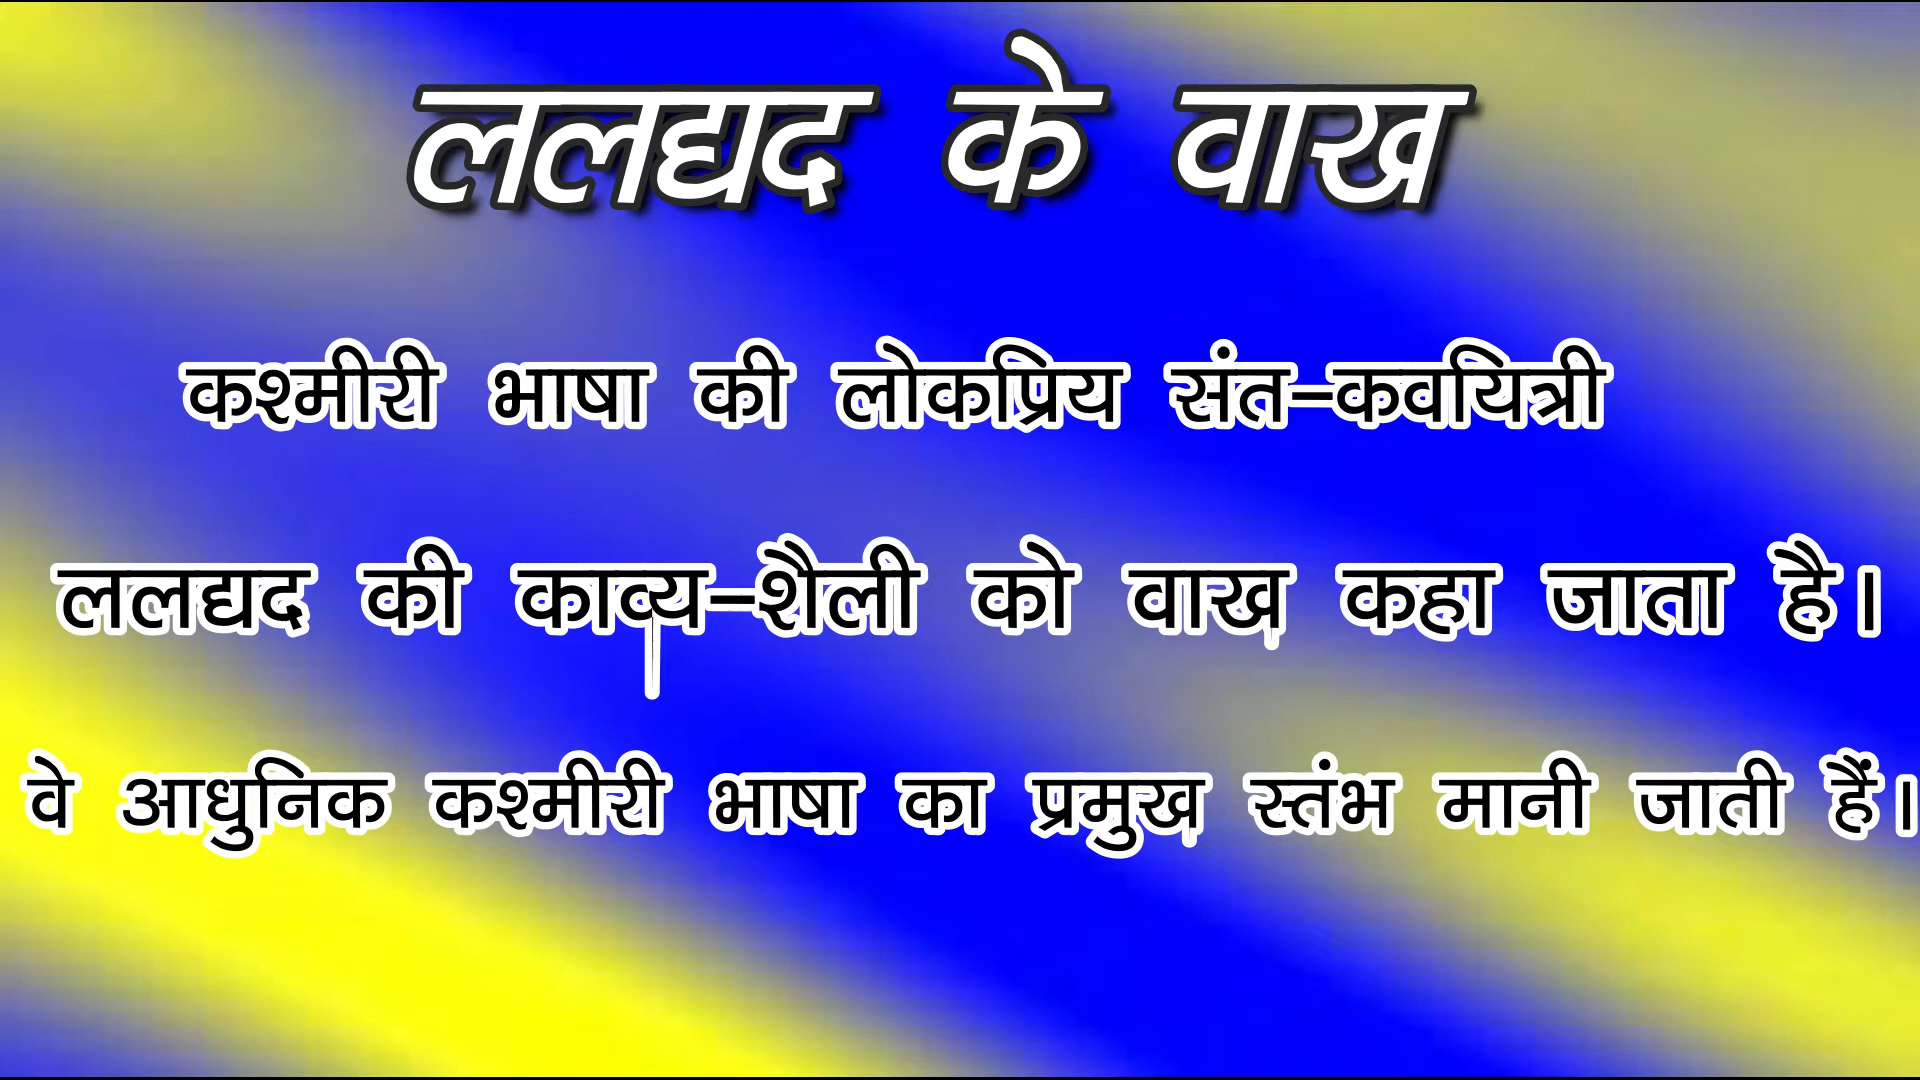 ललद्यद के वाख
कश्मीरी भाषा की लोकप्रिय संत-कवयित्री
ललद्यद की काव्य-शैली को वाख कहा जाता है।
वे आधुनिक कश्मीरी भाषा का प्रमुख स्तंभ मानी जाती हैं।